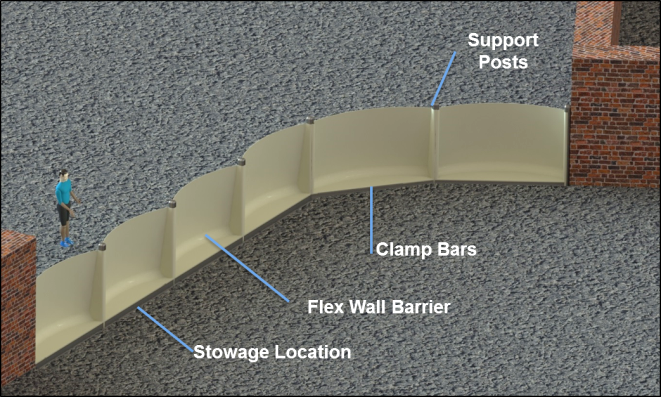 Support
Posts
Clamp Bars
Flex Wall Barrier
Stowage Location